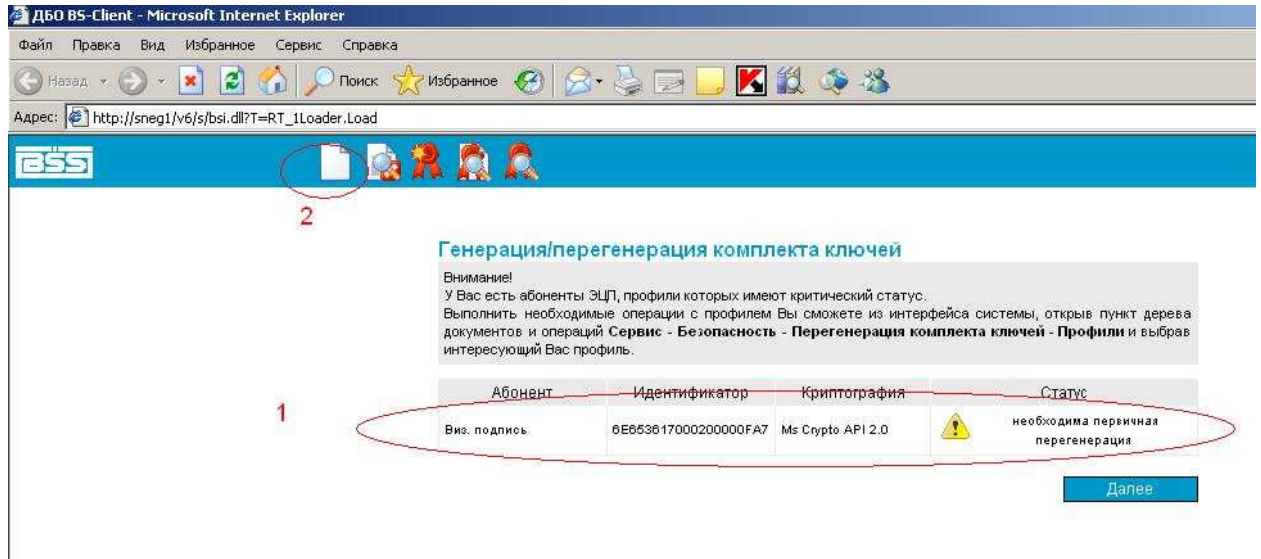 ДБО BS-Client - Microsoft Internet Explorer
Файл Правка Вид Избранное Сервис Справка
Назад Поиск Избранное
Адрес: http://sneg1/v6/s/bsi.dll?T=RT_1Loader.Load
BSS
2
Генерация/перегенерация комплекта ключей
Внимание!
У Вас есть абоненты ЭЦП, профили которых имеют критический статус.
Выполнить необходимые операции с профилем Вы сможете из интерфейса системы, открыв пункт дерева
документов и операций Сервис - Безопасность - Перегенерация комплекта ключей - Профили и выбрав
интересующий Вас профиль.
Абонент Идентификатор Криптография Статус
1
Виз. подпись 6E653617000200000FA7 Ms Crypto API 2.0 необходима первичная
перегенерация
Далее